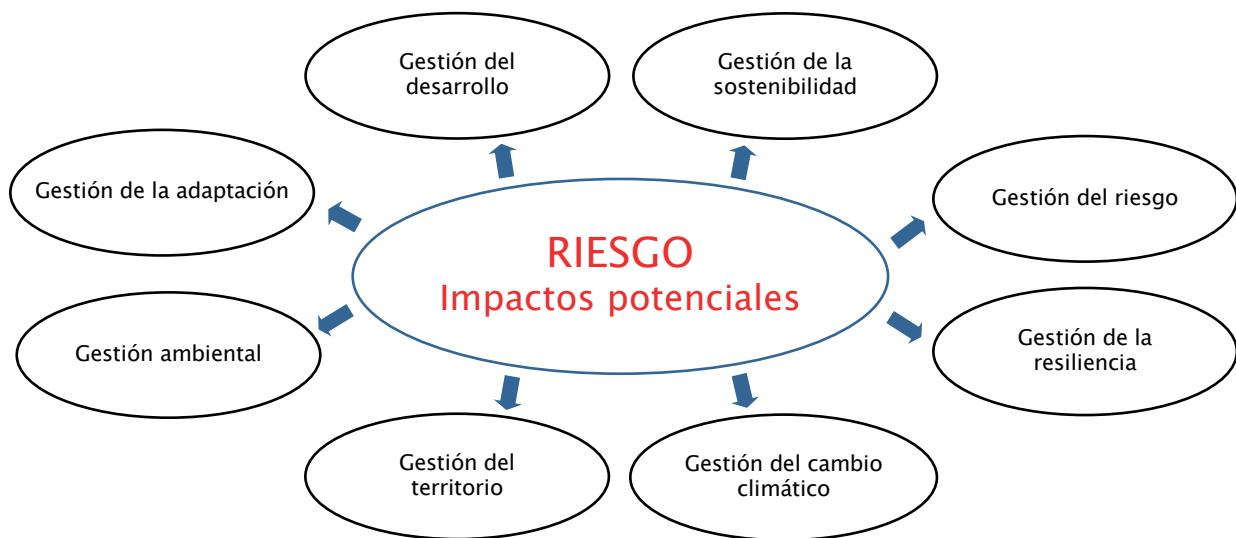 Gestión del
desarrollo
Gestión de la
sostenibilidad
Gestión de la adaptación
Gestión del riesgo
RIESGO
Impactos potenciales
Gestión ambiental
Gestión de la
resiliencia
Gestión del
territorio
Gestión del cambio
climático